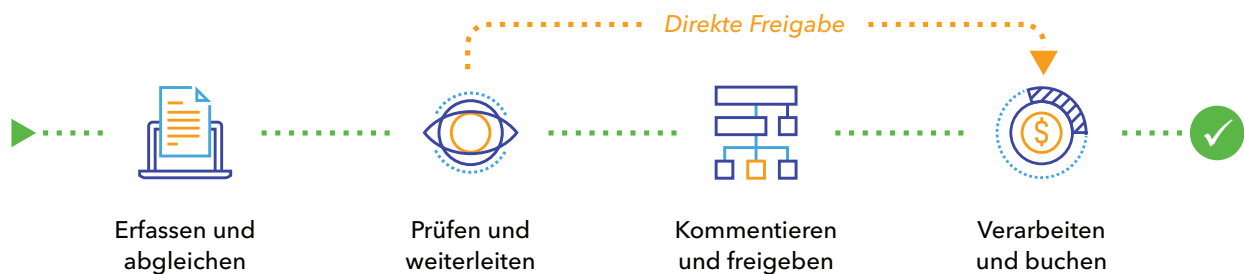 Direkte Freigabe
$
Erfassen und
abgleichen
Prüfen und
weiterleiten
Kommentieren
und freigeben
Verarbeiten
und buchen